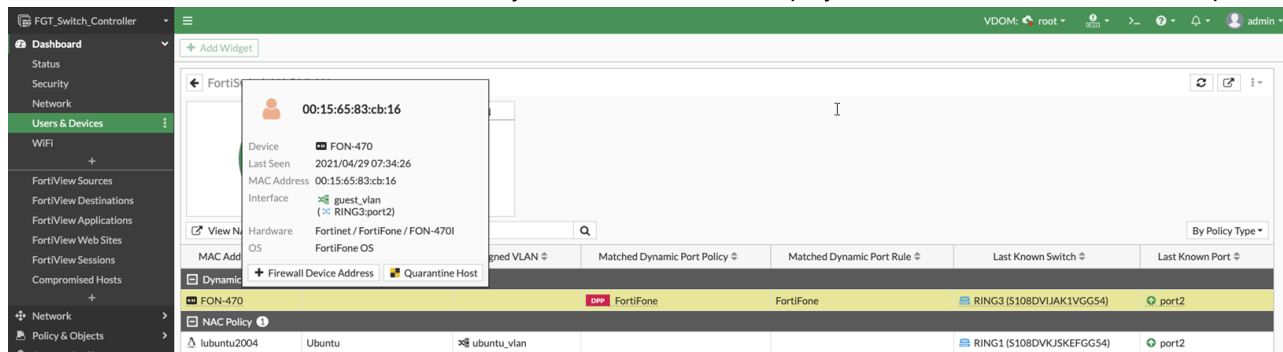 FGT_Switch_Controller
VDOM: root
admin
Dashboard
Status
Security
Network
Users & Devices
WiFi
+
FortiView Sources
FortiView Destinations
FortiView Applications
FortiView Web Sites
FortiView Sessions
Compromised Hosts
+
Network
Policy & Objects
+ Add Widget
FortiS
00:15:65:83:cb:16
Device FON-470
Last Seen 2021/04/29 07:34:26
MAC Address 00:15:65:83:cb:16
Interface guest_vlan
( RING3:port2)
Hardware Fortinet / FortiFone / FON-470I
OS FortiFone OS
+ Firewall Device Address Quarantine Host
View N
By Policy Type
MAC Add gned VLAN Matched Dynamic Port Policy Matched Dynamic Port Rule Last Known Switch Last Known Port
Dynamic
FON-470 DPP FortiFone FortiFone RING3 (S108DVIJAK1VGG54) port2
NAC Policy 1
lubuntu2004 Ubuntu ubuntu_vlan RING1 (S108DVKJSKEFGG54) port2